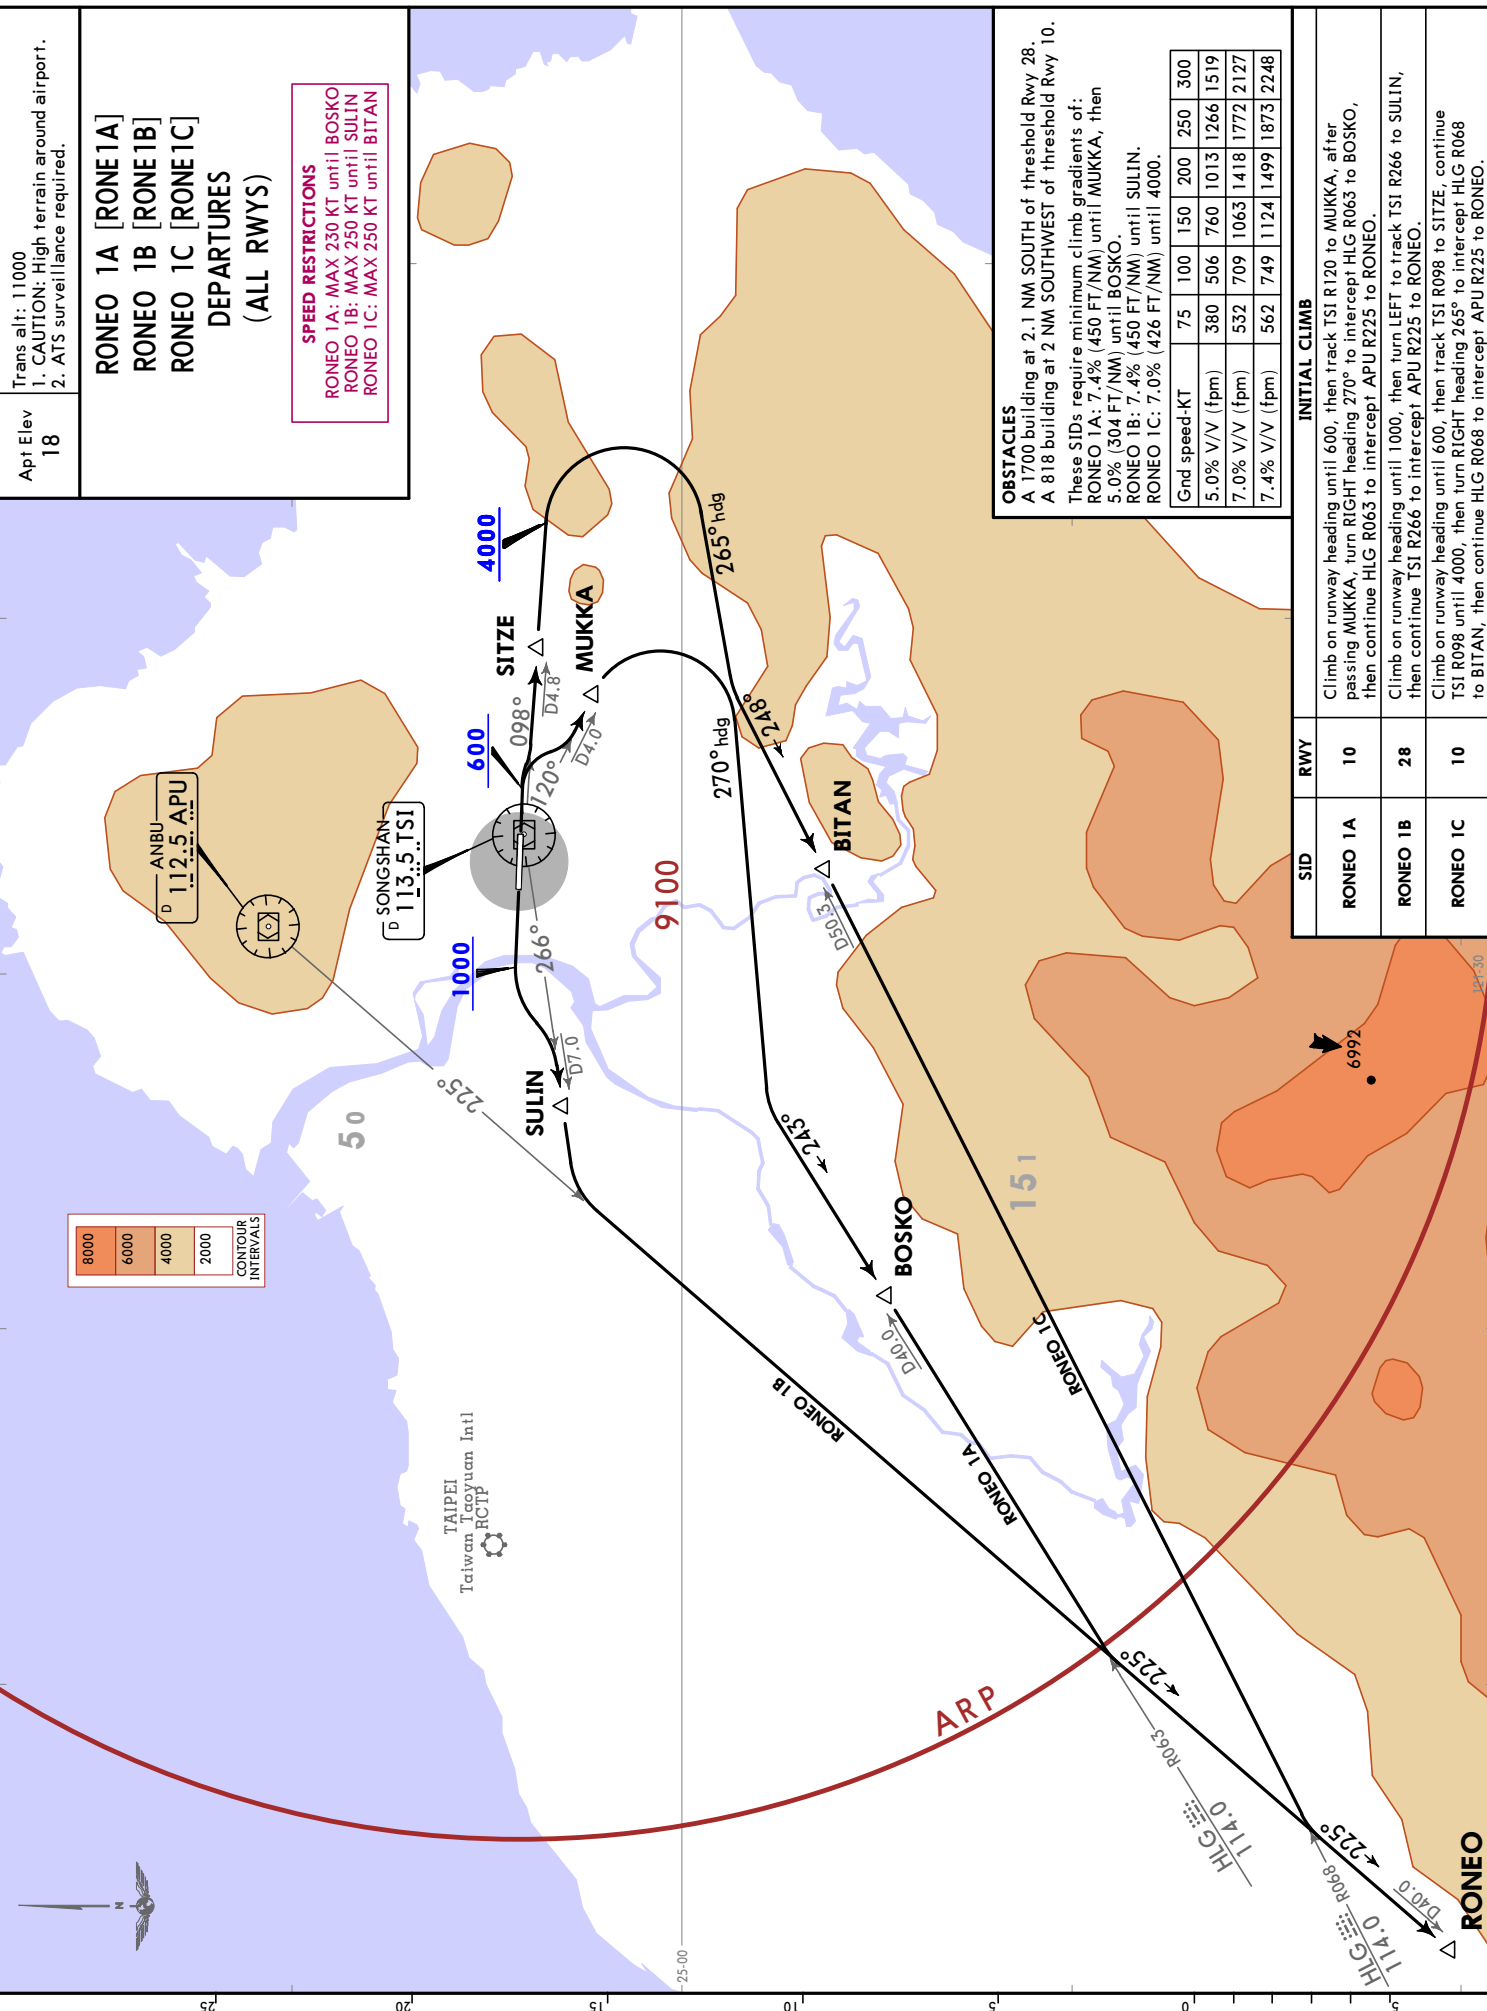 Apt Elev
18
Trans alt: 11000
1. CAUTION: High terrain around airport.
2. ATS surveillance required.
RONEO 1A [RONE1A]
RONEO 1B [RONE1B]
RONEO 1C [RONE1C]
DEPARTURES
(ALL RWYS)
SPEED RESTRICTIONS
RONEO 1A: MAX 230 KT until BOSKO
RONEO 1B: MAX 250 KT until SULIN
RONEO 1C: MAX 250 KT until BITAN
8000
6000
4000
2000
CONTOUR
INTERVALS
N
D ANBU
112.5 APU
D SONGSHAN
113.5 TSI
50
225°
TAIPEI
Taiwan Taoyuan Intl
RCTP
SULIN
D7.0
266°
1000
600
098°
120°
SITZE
D4.8
MUKKA
D4.0
4000
265° hdg
270° hdg
248°
243°
9100
25-00
BITAN
D50.3
BOSKO
D40.0
151
RONEO 1B
RONEO 1A
RONEO 1C
ARP
225°
R063
HLG
114.0
225°
R068
HLG
114.0
D40.0
RONEO
6992
121-30
25
20
15
10
5
0
5
OBSTACLES
A 1700 building at 2.1 NM SOUTH of threshold Rwy 28.
A 818 building at 2 NM SOUTHWEST of threshold Rwy 10.
These SIDs require minimum climb gradients of:
RONEO 1A: 7.4% (450 FT/NM) until MUKKA, then
5.0% (304 FT/NM) until BOSKO.
RONEO 1B: 7.4% (450 FT/NM) until SULIN.
RONEO 1C: 7.0% (426 FT/NM) until 4000.
Gnd speed-KT 75 100 150 200 250 300
5.0% V/V (fpm) 380 506 760 1013 1266 1519
7.0% V/V (fpm) 532 709 1063 1418 1772 2127
7.4% V/V (fpm) 562 749 1124 1499 1873 2248
SID RWY INITIAL CLIMB
RONEO 1A 10 Climb on runway heading until 600, then track TSI R120 to MUKKA, after
passing MUKKA, turn RIGHT heading 270° to intercept HLG R063 to BOSKO,
then continue HLG R063 to intercept APU R225 to RONEO.
RONEO 1B 28 Climb on runway heading until 1000, then turn LEFT to track TSI R266 to SULIN,
then continue TSI R266 to intercept APU R225 to RONEO.
RONEO 1C 10 Climb on runway heading until 600, then track TSI R098 to SITZE, continue
TSI R098 until 4000, then turn RIGHT heading 265° to intercept HLG R068
to BITAN, then continue HLG R068 to intercept APU R225 to RONEO.